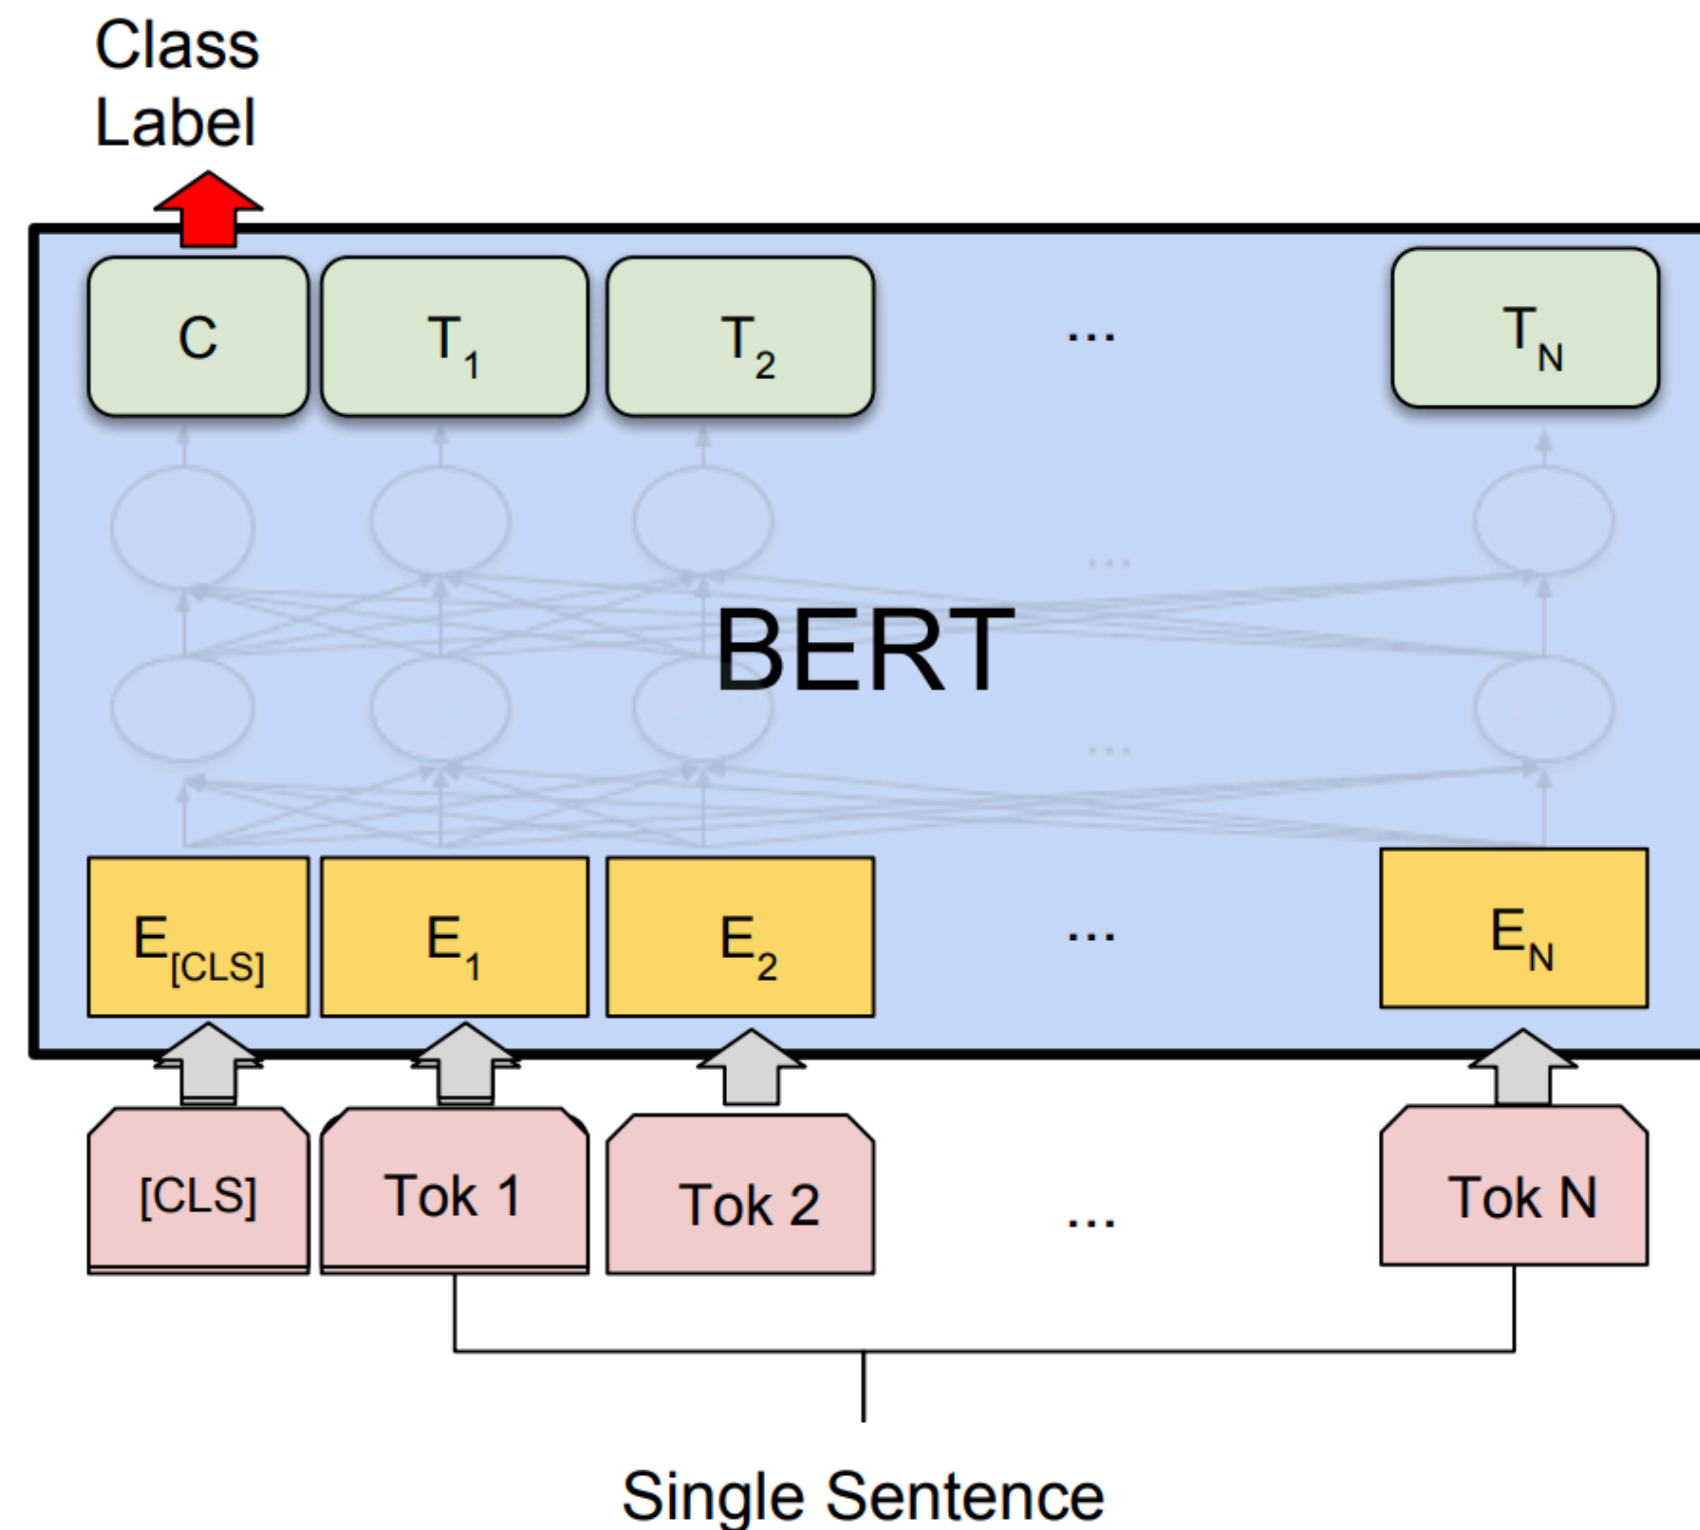 Class
Label
C T1 T2 ... TN
...
BERT
...
E[CLS] E1 E2 ... EN
[CLS] Tok 1 Tok 2 ... Tok N
Single Sentence